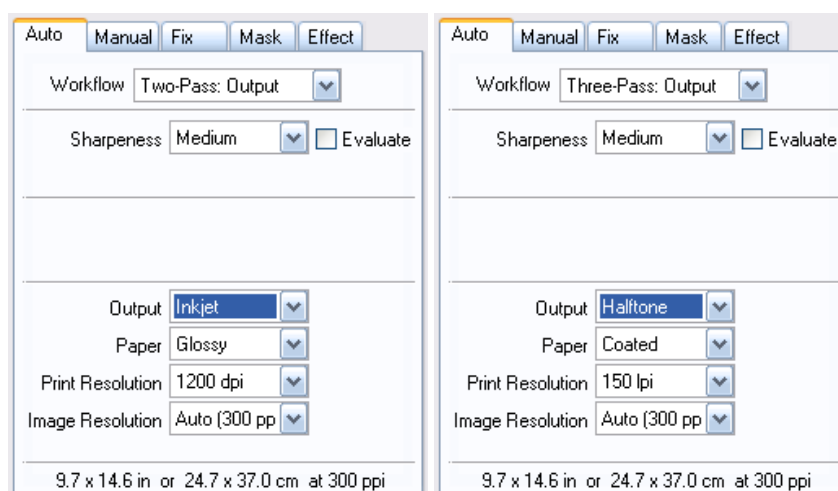 Auto Manual Fix Mask Effect
Workflow Two-Pass: Output
Sharpeness Medium Evaluate
Output Inkjet
Paper Glossy
Print Resolution 1200 dpi
Image Resolution Auto (300 pp
9.7 x 14.6 in or 24.7 x 37.0 cm at 300 ppi
Auto Manual Fix Mask Effect
Workflow Three-Pass: Output
Sharpeness Medium Evaluate
Output Halftone
Paper Coated
Print Resolution 150 lpi
Image Resolution Auto (300 pp
9.7 x 14.6 in or 24.7 x 37.0 cm at 300 ppi